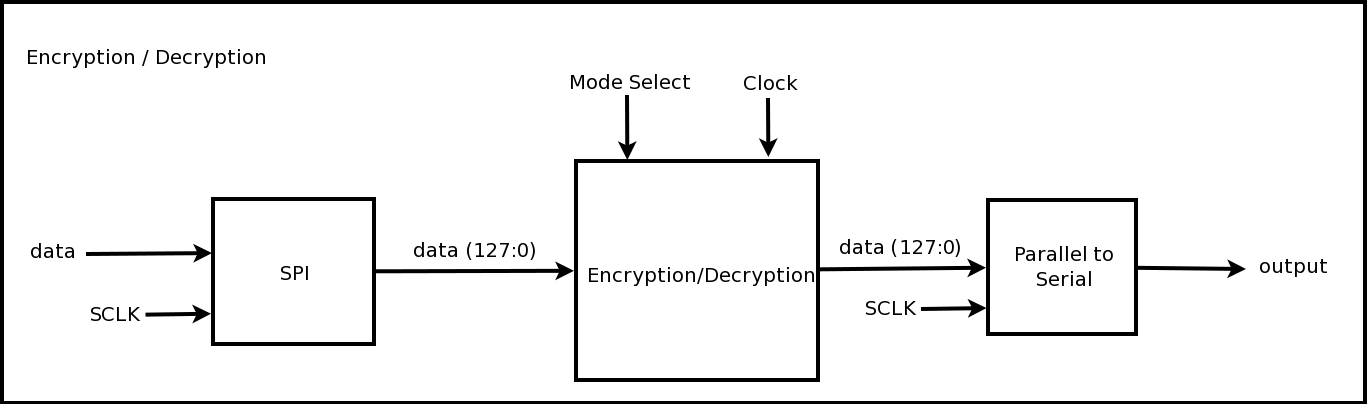 Encryption / Decryption
Mode Select
Clock
data
SCLK
SPI
data (127:0)
Encryption/Decryption
data (127:0)
SCLK
Parallel to
Serial
output